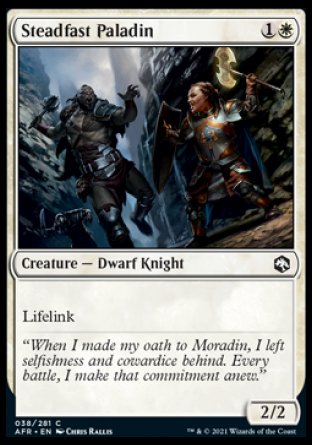 Steadfast Paladin 1
Creature — Dwarf Knight
Lifelink
“When I made my oath to Moradin, I left
selfishness and cowardice behind. Every
battle, I make that commitment anew.”
2/2
038/281 C
AFR • EN Chris Rallis
™ & © 2021 Wizards of the Coast